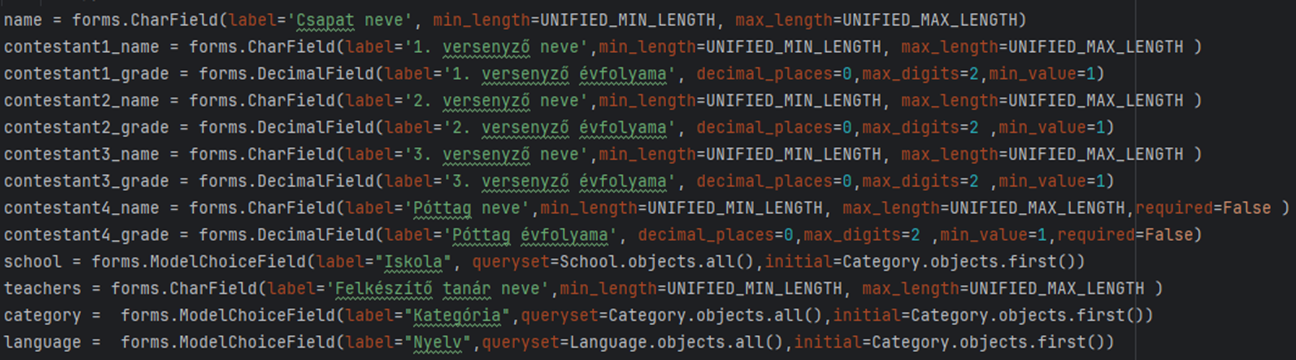 name = forms.CharField(label='Csapat neve', min_length=UNIFIED_MIN_LENGTH, max_length=UNIFIED_MAX_LENGTH)
contestant1_name = forms.CharField(label='1. versenyző neve',min_length=UNIFIED_MIN_LENGTH, max_length=UNIFIED_MAX_LENGTH )
contestant1_grade = forms.DecimalField(label='1. versenyző évfolyama', decimal_places=0,max_digits=2,min_value=1)
contestant2_name = forms.CharField(label='2. versenyző neve',min_length=UNIFIED_MIN_LENGTH, max_length=UNIFIED_MAX_LENGTH )
contestant2_grade = forms.DecimalField(label='2. versenyző évfolyama', decimal_places=0,max_digits=2 ,min_value=1)
contestant3_name = forms.CharField(label='3. versenyző neve',min_length=UNIFIED_MIN_LENGTH, max_length=UNIFIED_MAX_LENGTH )
contestant3_grade = forms.DecimalField(label='3. versenyző évfolyama', decimal_places=0,max_digits=2 ,min_value=1)
contestant4_name = forms.CharField(label='Póttag neve',min_length=UNIFIED_MIN_LENGTH, max_length=UNIFIED_MAX_LENGTH,required=False )
contestant4_grade = forms.DecimalField(label='Póttag évfolyama', decimal_places=0,max_digits=2 ,min_value=1,required=False)
school = forms.ModelChoiceField(label="Iskola", queryset=School.objects.all(),initial=Category.objects.first())
teachers = forms.CharField(label='Felkészítő tanár neve',min_length=UNIFIED_MIN_LENGTH, max_length=UNIFIED_MAX_LENGTH )
category =  forms.ModelChoiceField(label="Kategória",queryset=Category.objects.all(),initial=Category.objects.first())
language =  forms.ModelChoiceField(label="Nyelv",queryset=Language.objects.all(),initial=Category.objects.first())